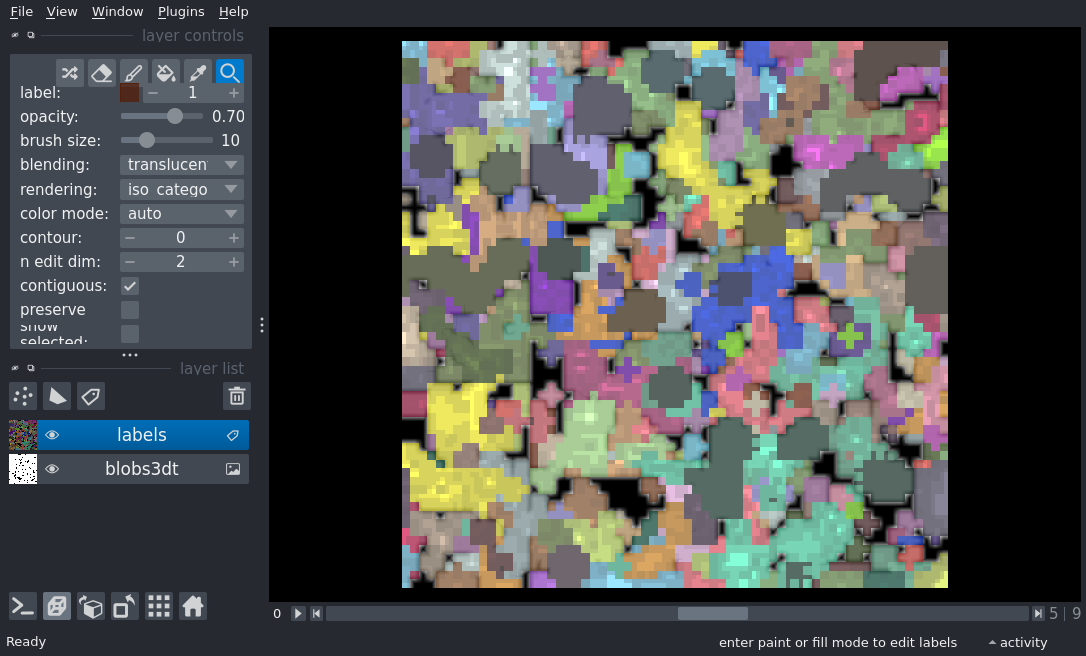 File View Window Plugins Help
layer controls
label: 1
opacity: 0.70
brush size: 10
blending: translucen
rendering: iso_catego
color mode: auto
contour: 0
n edit dim: 2
contiguous:
preserve
show
selected:
layer list
labels
blobs3dt
0 5 | 9
Ready enter paint or fill mode to edit labels activity